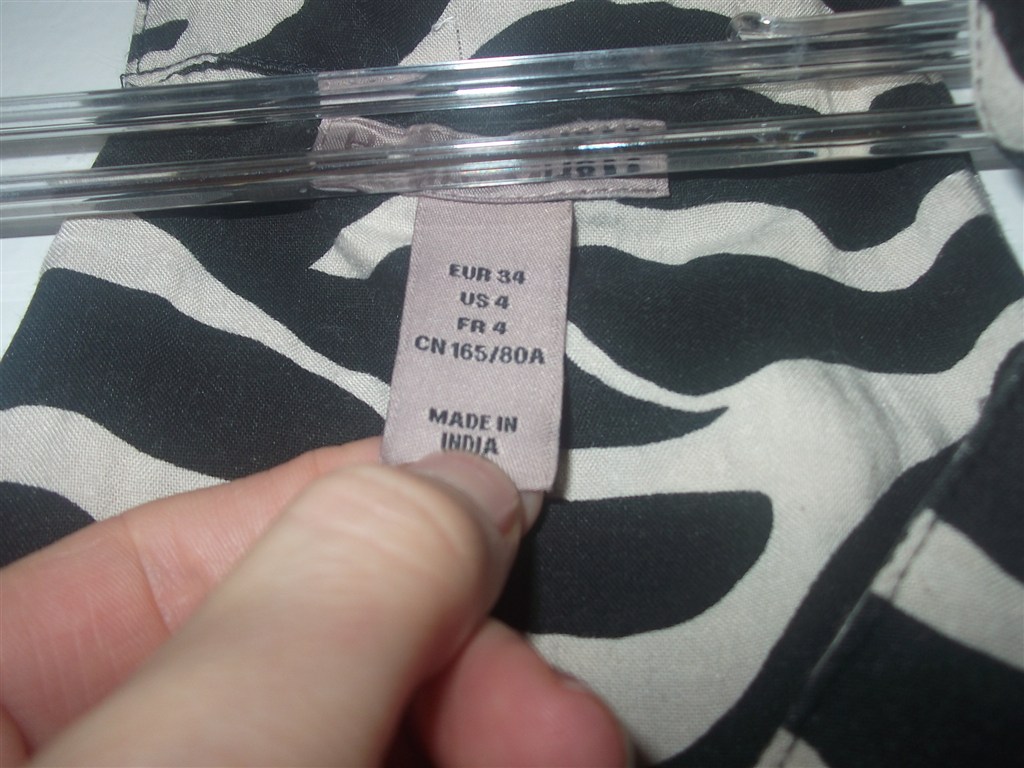 EUR 34
US 4
FR 4
CN 165/80A
MADE IN
INDIA